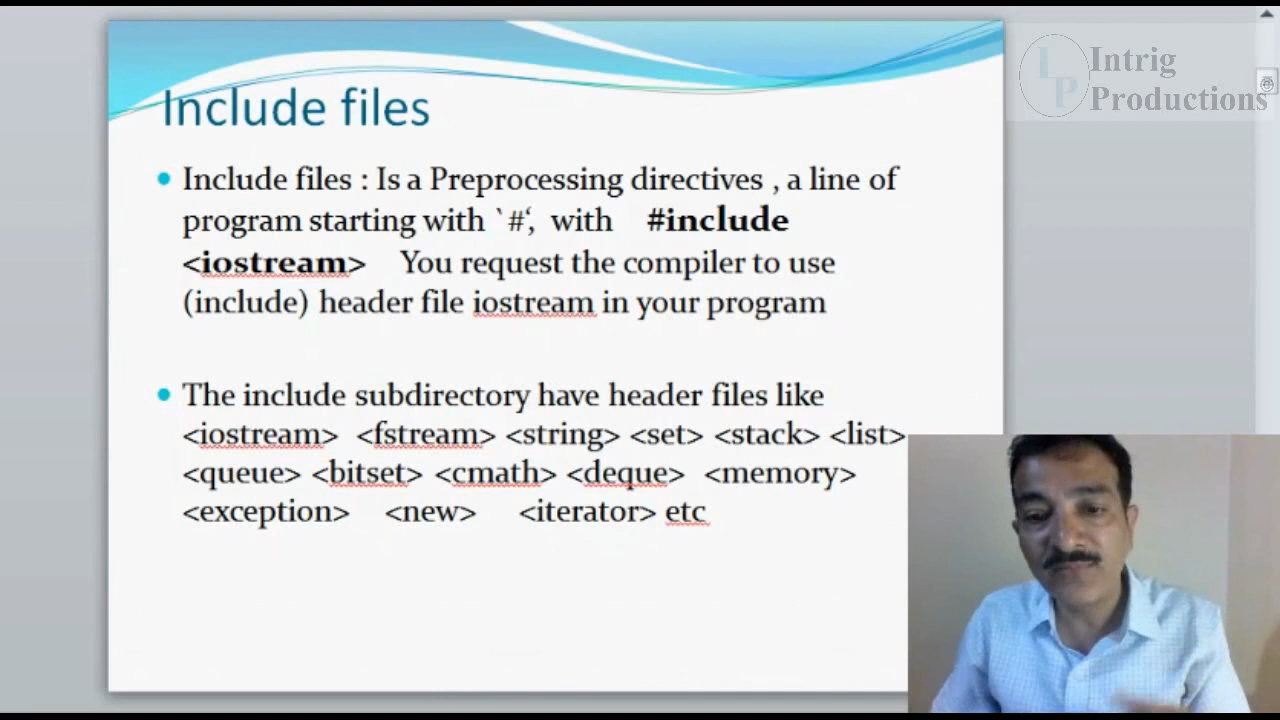 Intrig
LP Productions
Include files
Include files : Is a Preprocessing directives , a line of
program starting with `#‘, with #include
<iostream> You request the compiler to use
(include) header file iostream in your program
The include subdirectory have header files like
<iostream> <fstream> <string> <set> <stack> <list>
<queue> <bitset> <cmath> <deque> <memory>
<exception> <new> <iterator> etc